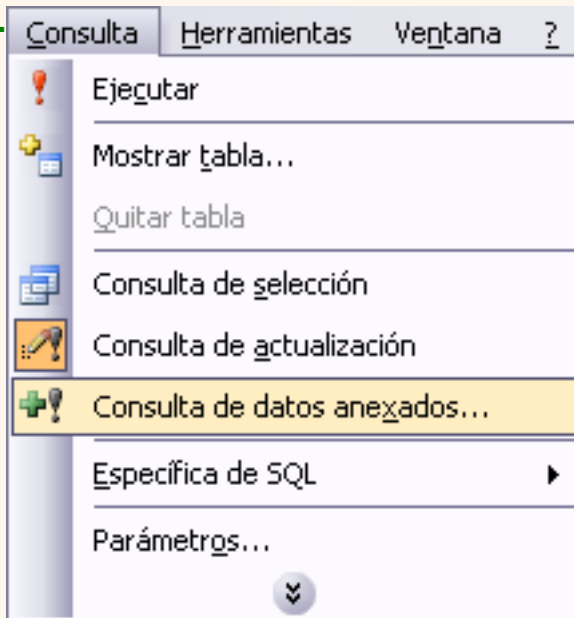 Consulta Herramientas Ventana ?
Ejecutar
Mostrar tabla...
Quitar tabla
Consulta de selección
Consulta de actualización
Consulta de datos anexados...
Específica de SQL
Parámetros...